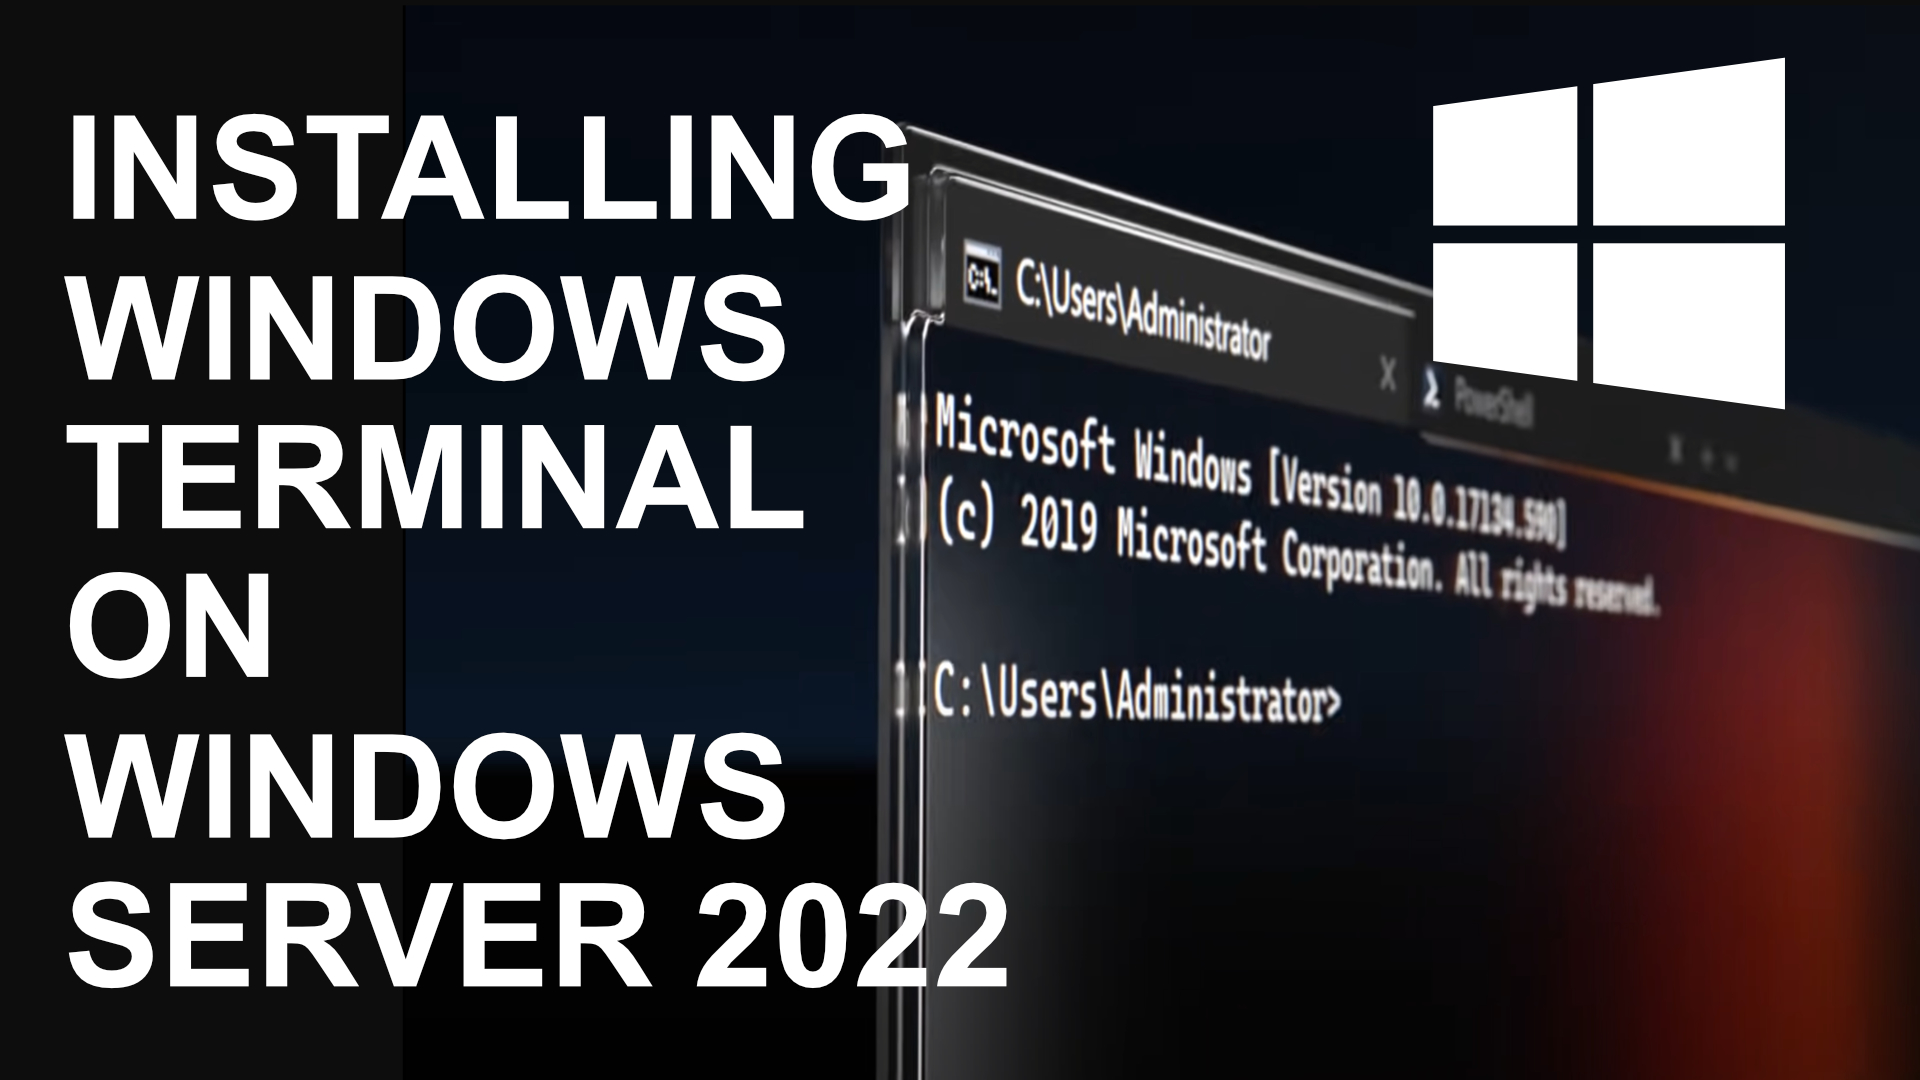 INSTALLING
WINDOWS
TERMINAL
ON
WINDOWS
SERVER 2022
C:\Users\Administrator X
PowerShell
Microsoft Windows [Version 10.0.17134.590]
(c) 2019 Microsoft Corporation. All rights reserved.
C:\Users\Administrator>